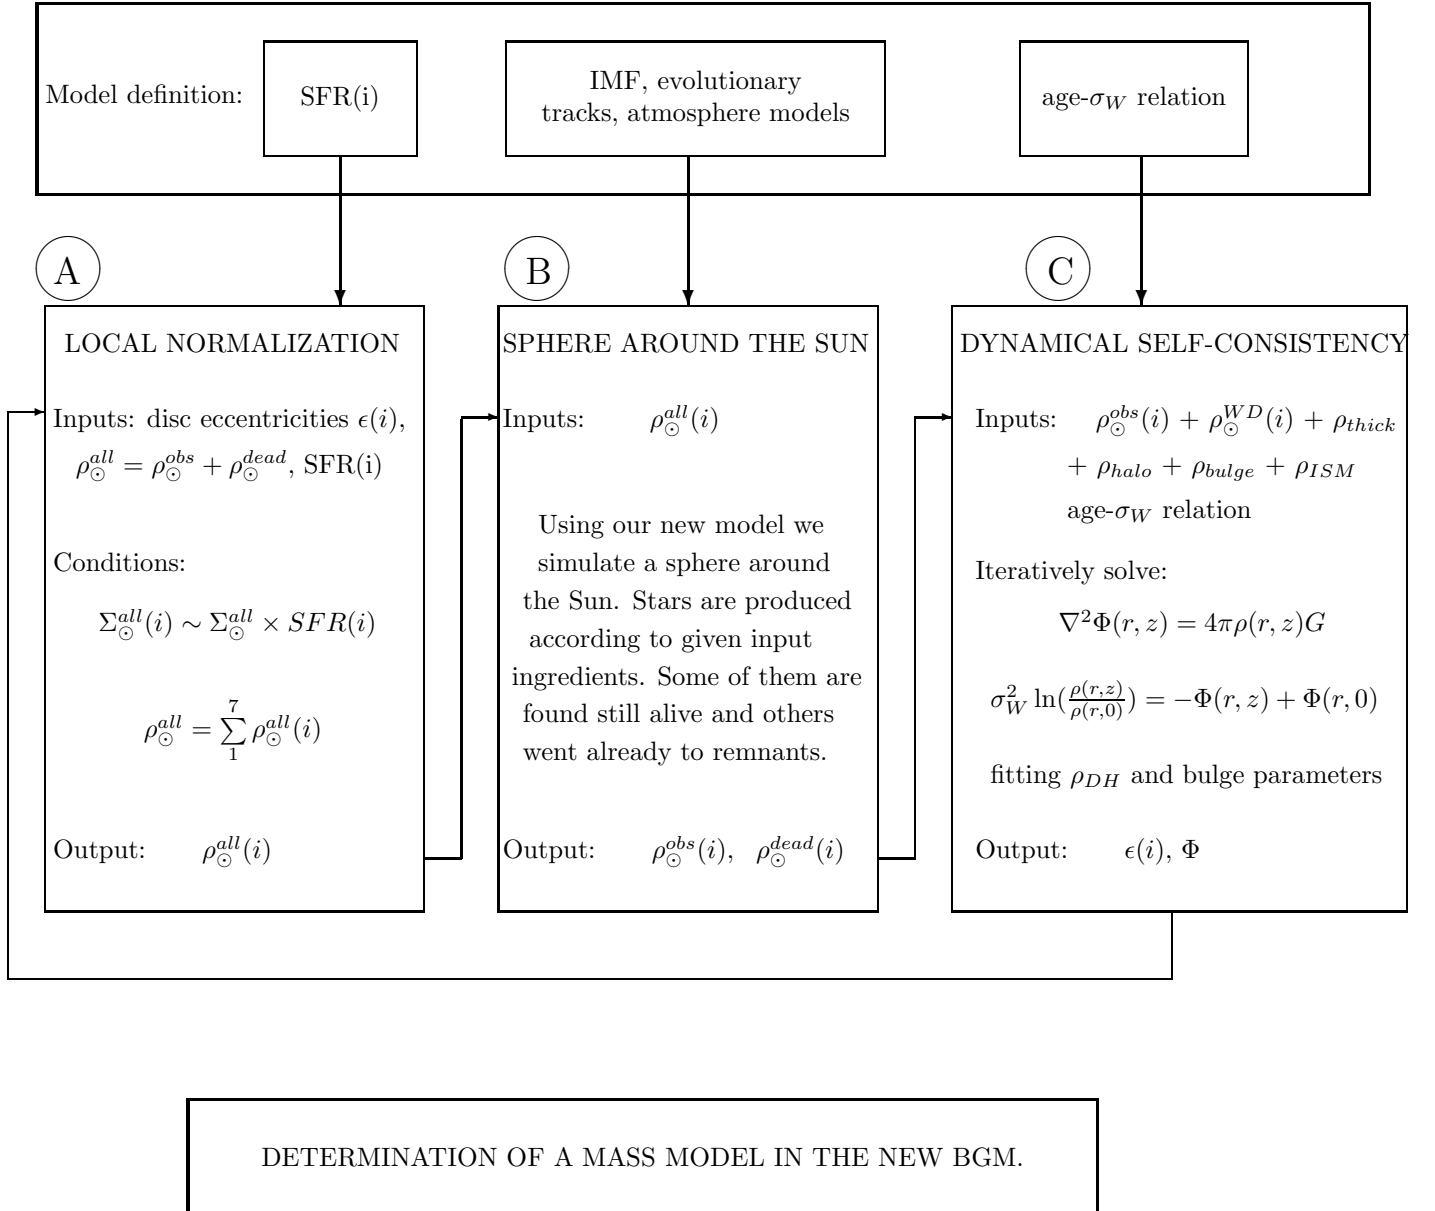 Model definition:
SFR(i)
IMF, evolutionary
tracks, atmosphere models
age-σ_W relation
A
LOCAL NORMALIZATION
Inputs: disc eccentricities ϵ(i),
ρ_⊙^{all} = ρ_⊙^{obs} + ρ_⊙^{dead}, SFR(i)
Conditions:
Σ_⊙^{all}(i) ∼ Σ_⊙^{all} × SFR(i)
ρ_⊙^{all} = ∑_1^7 ρ_⊙^{all}(i)
Output: ρ_⊙^{all}(i)
B
SPHERE AROUND THE SUN
Inputs: ρ_⊙^{all}(i)
Using our new model we
simulate a sphere around
the Sun. Stars are produced
according to given input
ingredients. Some of them are
found still alive and others
went already to remnants.
Output: ρ_⊙^{obs}(i), ρ_⊙^{dead}(i)
C
DYNAMICAL SELF-CONSISTENCY
Inputs: ρ_⊙^{obs}(i) + ρ_⊙^{WD}(i) + ρ_{thick}
+ ρ_{halo} + ρ_{bulge} + ρ_{ISM}
age-σ_W relation
Iteratively solve:
∇²Φ(r, z) = 4πρ(r, z)G
σ_W^2 ln(ρ(r,z)/ρ(r,0)) = −Φ(r, z) + Φ(r, 0)
fitting ρ_{DH} and bulge parameters
Output: ϵ(i), Φ
DETERMINATION OF A MASS MODEL IN THE NEW BGM.